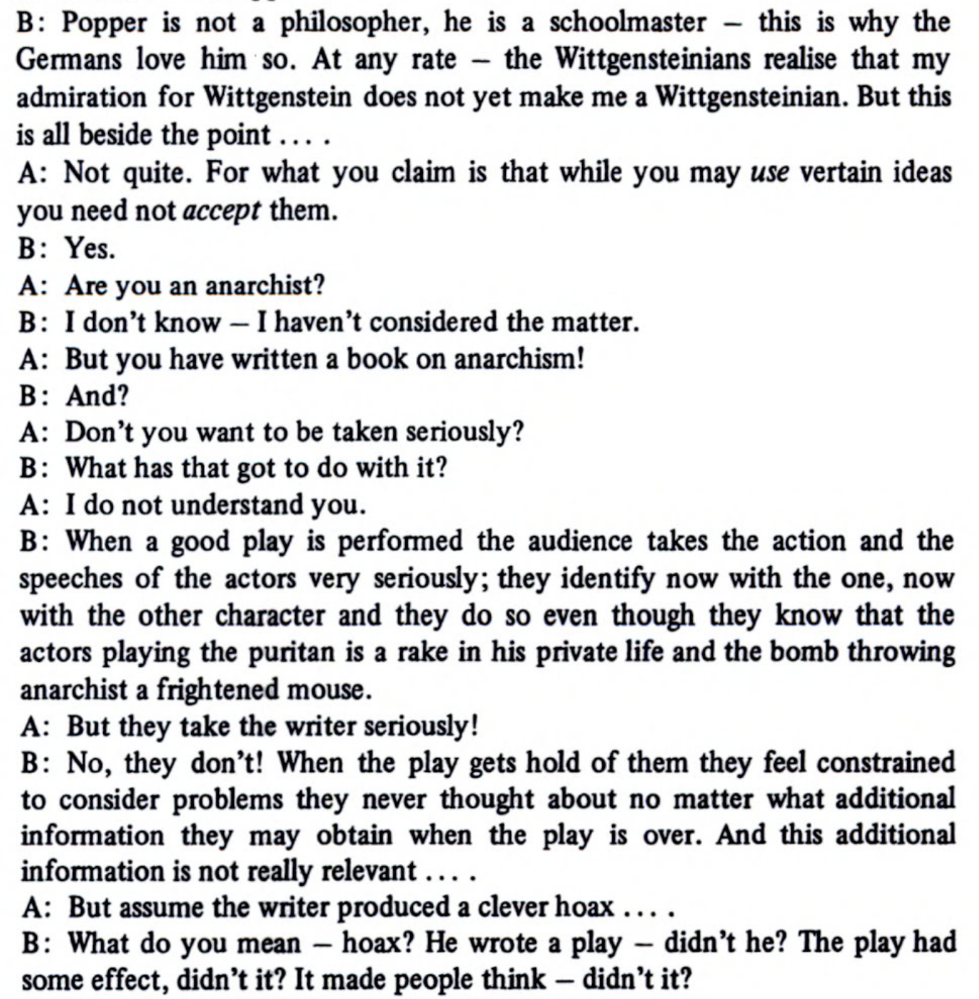 B: Popper is not a philosopher, he is a schoolmaster – this is why the
Germans love him so. At any rate – the Wittgensteinians realise that my
admiration for Wittgenstein does not yet make me a Wittgensteinian. But this
is all beside the point ....
A: Not quite. For what you claim is that while you may use vertain ideas
you need not accept them.
B: Yes.
A: Are you an anarchist?
B: I don't know – I haven't considered the matter.
A: But you have written a book on anarchism!
B: And?
A: Don't you want to be taken seriously?
B: What has that got to do with it?
A: I do not understand you.
B: When a good play is performed the audience takes the action and the
speeches of the actors very seriously; they identify now with the one, now
with the other character and they do so even though they know that the
actors playing the puritan is a rake in his private life and the bomb throwing
anarchist a frightened mouse.
A: But they take the writer seriously!
B: No, they don't! When the play gets hold of them they feel constrained
to consider problems they never thought about no matter what additional
information they may obtain when the play is over. And this additional
information is not really relevant ....
A: But assume the writer produced a clever hoax ....
B: What do you mean – hoax? He wrote a play – didn't he? The play had
some effect, didn't it? It made people think – didn't it?